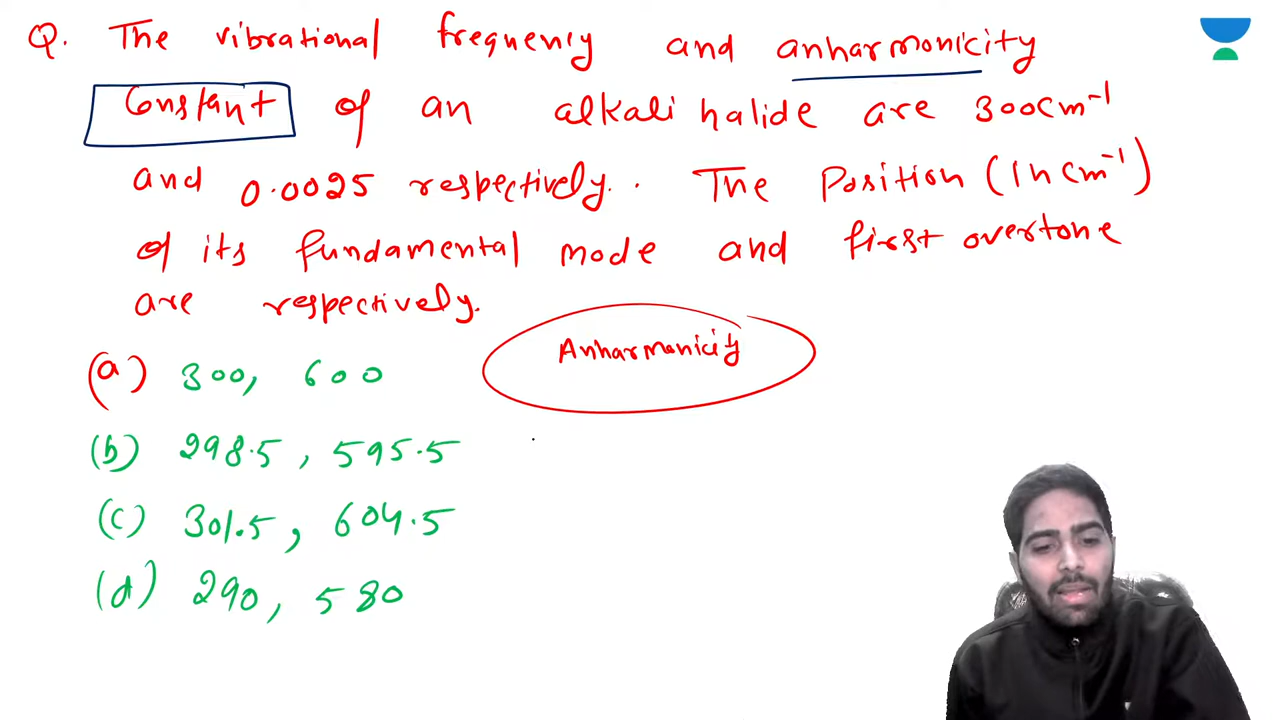 Q. The vibrational frequency and anharmonicity
Constant of an alkali halide are 300cm⁻¹
and 0.0025 respectively. The Position (in cm⁻¹)
of its fundamental mode and first overtone
are respectively.
Anharmonicity
(a) 300, 600
(b) 298.5, 595.5
(c) 301.5, 604.5
(d) 290, 580